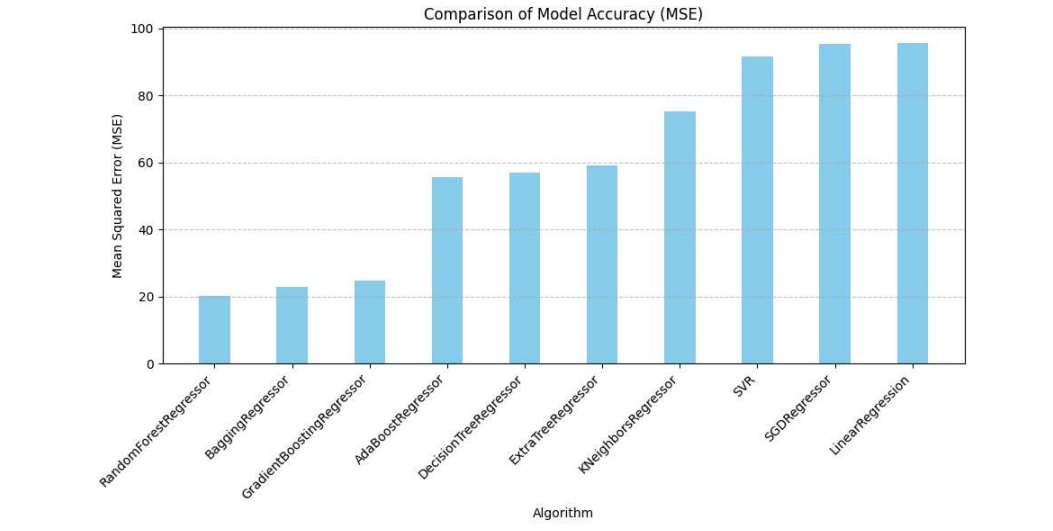 Comparison of Model Accuracy (MSE)
100
80
60
40
20
0
Mean Squared Error (MSE)
RandomForestRegressor
BaggingRegressor
GradientBoostingRegressor
AdaBoostRegressor
DecisionTreeRegressor
ExtraTreeRegressor
KNeighborsRegressor
SVR
SGDRegressor
LinearRegression
Algorithm